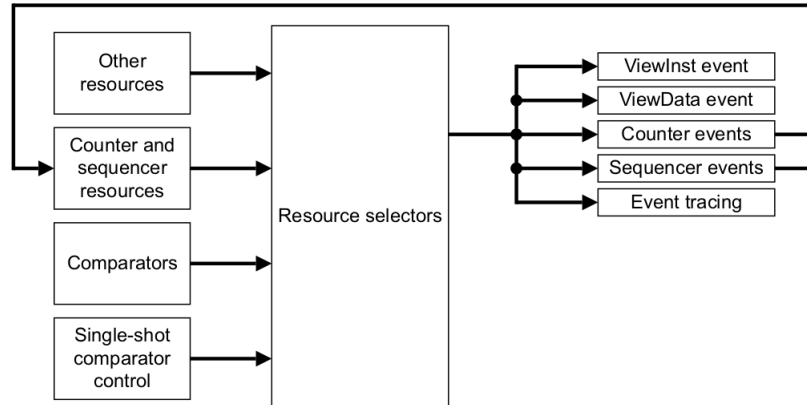 Other
resources
Counter and
sequencer
resources
Comparators
Single-shot
comparator
control
Resource selectors
ViewInst event
ViewData event
Counter events
Sequencer events
Event tracing